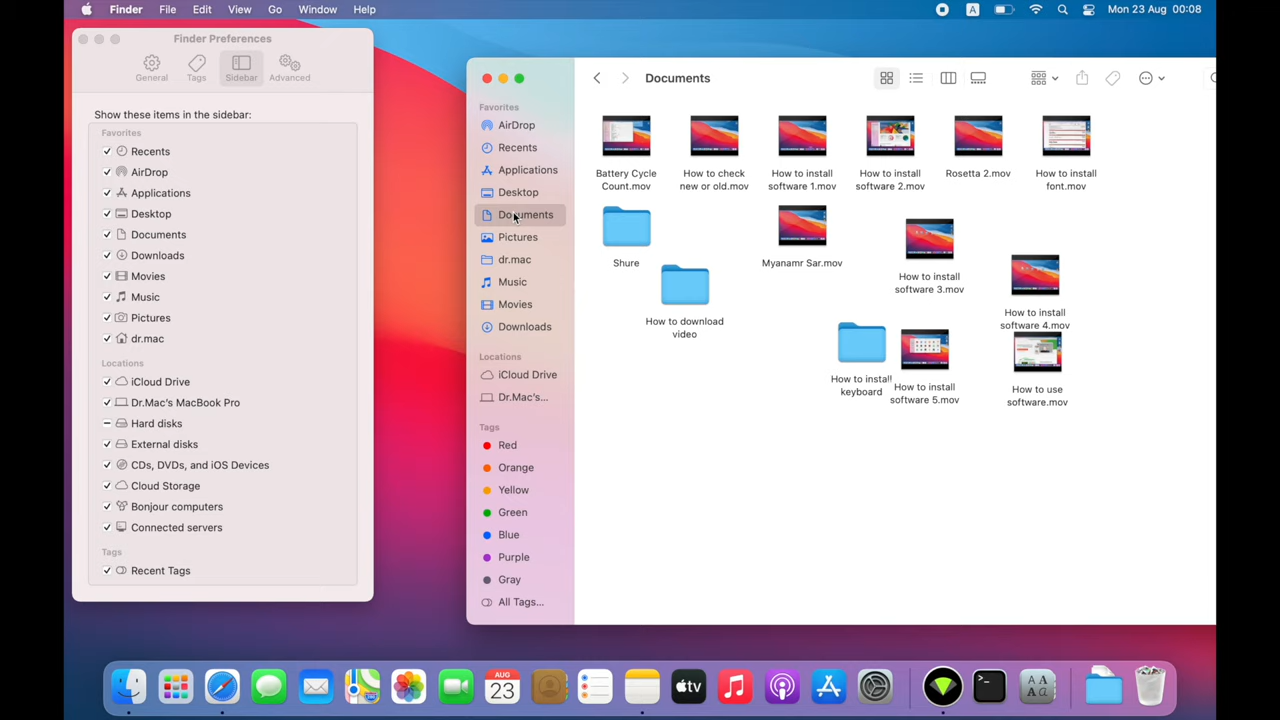 Finder File Edit View Go Window Help
A
Mon 23 Aug 00:08
Finder Preferences
General Tags Sidebar Advanced
Show these items in the sidebar:
Favorites
Recents
AirDrop
Applications
Desktop
Documents
Downloads
Movies
Music
Pictures
dr.mac
Locations
iCloud Drive
Dr.Mac's MacBook Pro
Hard disks
External disks
CDs, DVDs, and iOS Devices
Cloud Storage
Bonjour computers
Connected servers
Tags
Recent Tags
Favorites
AirDrop
Recents
Applications
Desktop
Documents
Pictures
dr.mac
Music
Movies
Downloads
Locations
iCloud Drive
Dr.Mac's...
Tags
Red
Orange
Yellow
Green
Blue
Purple
Gray
All Tags...
Documents
Battery Cycle
Count.mov
How to check
new or old.mov
How to install
software 1.mov
How to install
software 2.mov
Rosetta 2.mov
How to install
font.mov
Shure
Myanamr Sar.mov
How to install
software 3.mov
How to install
software 4.mov
How to download
video
How to install
keyboard
How to install
software 5.mov
How to use
software.mov
AUG
23
tv